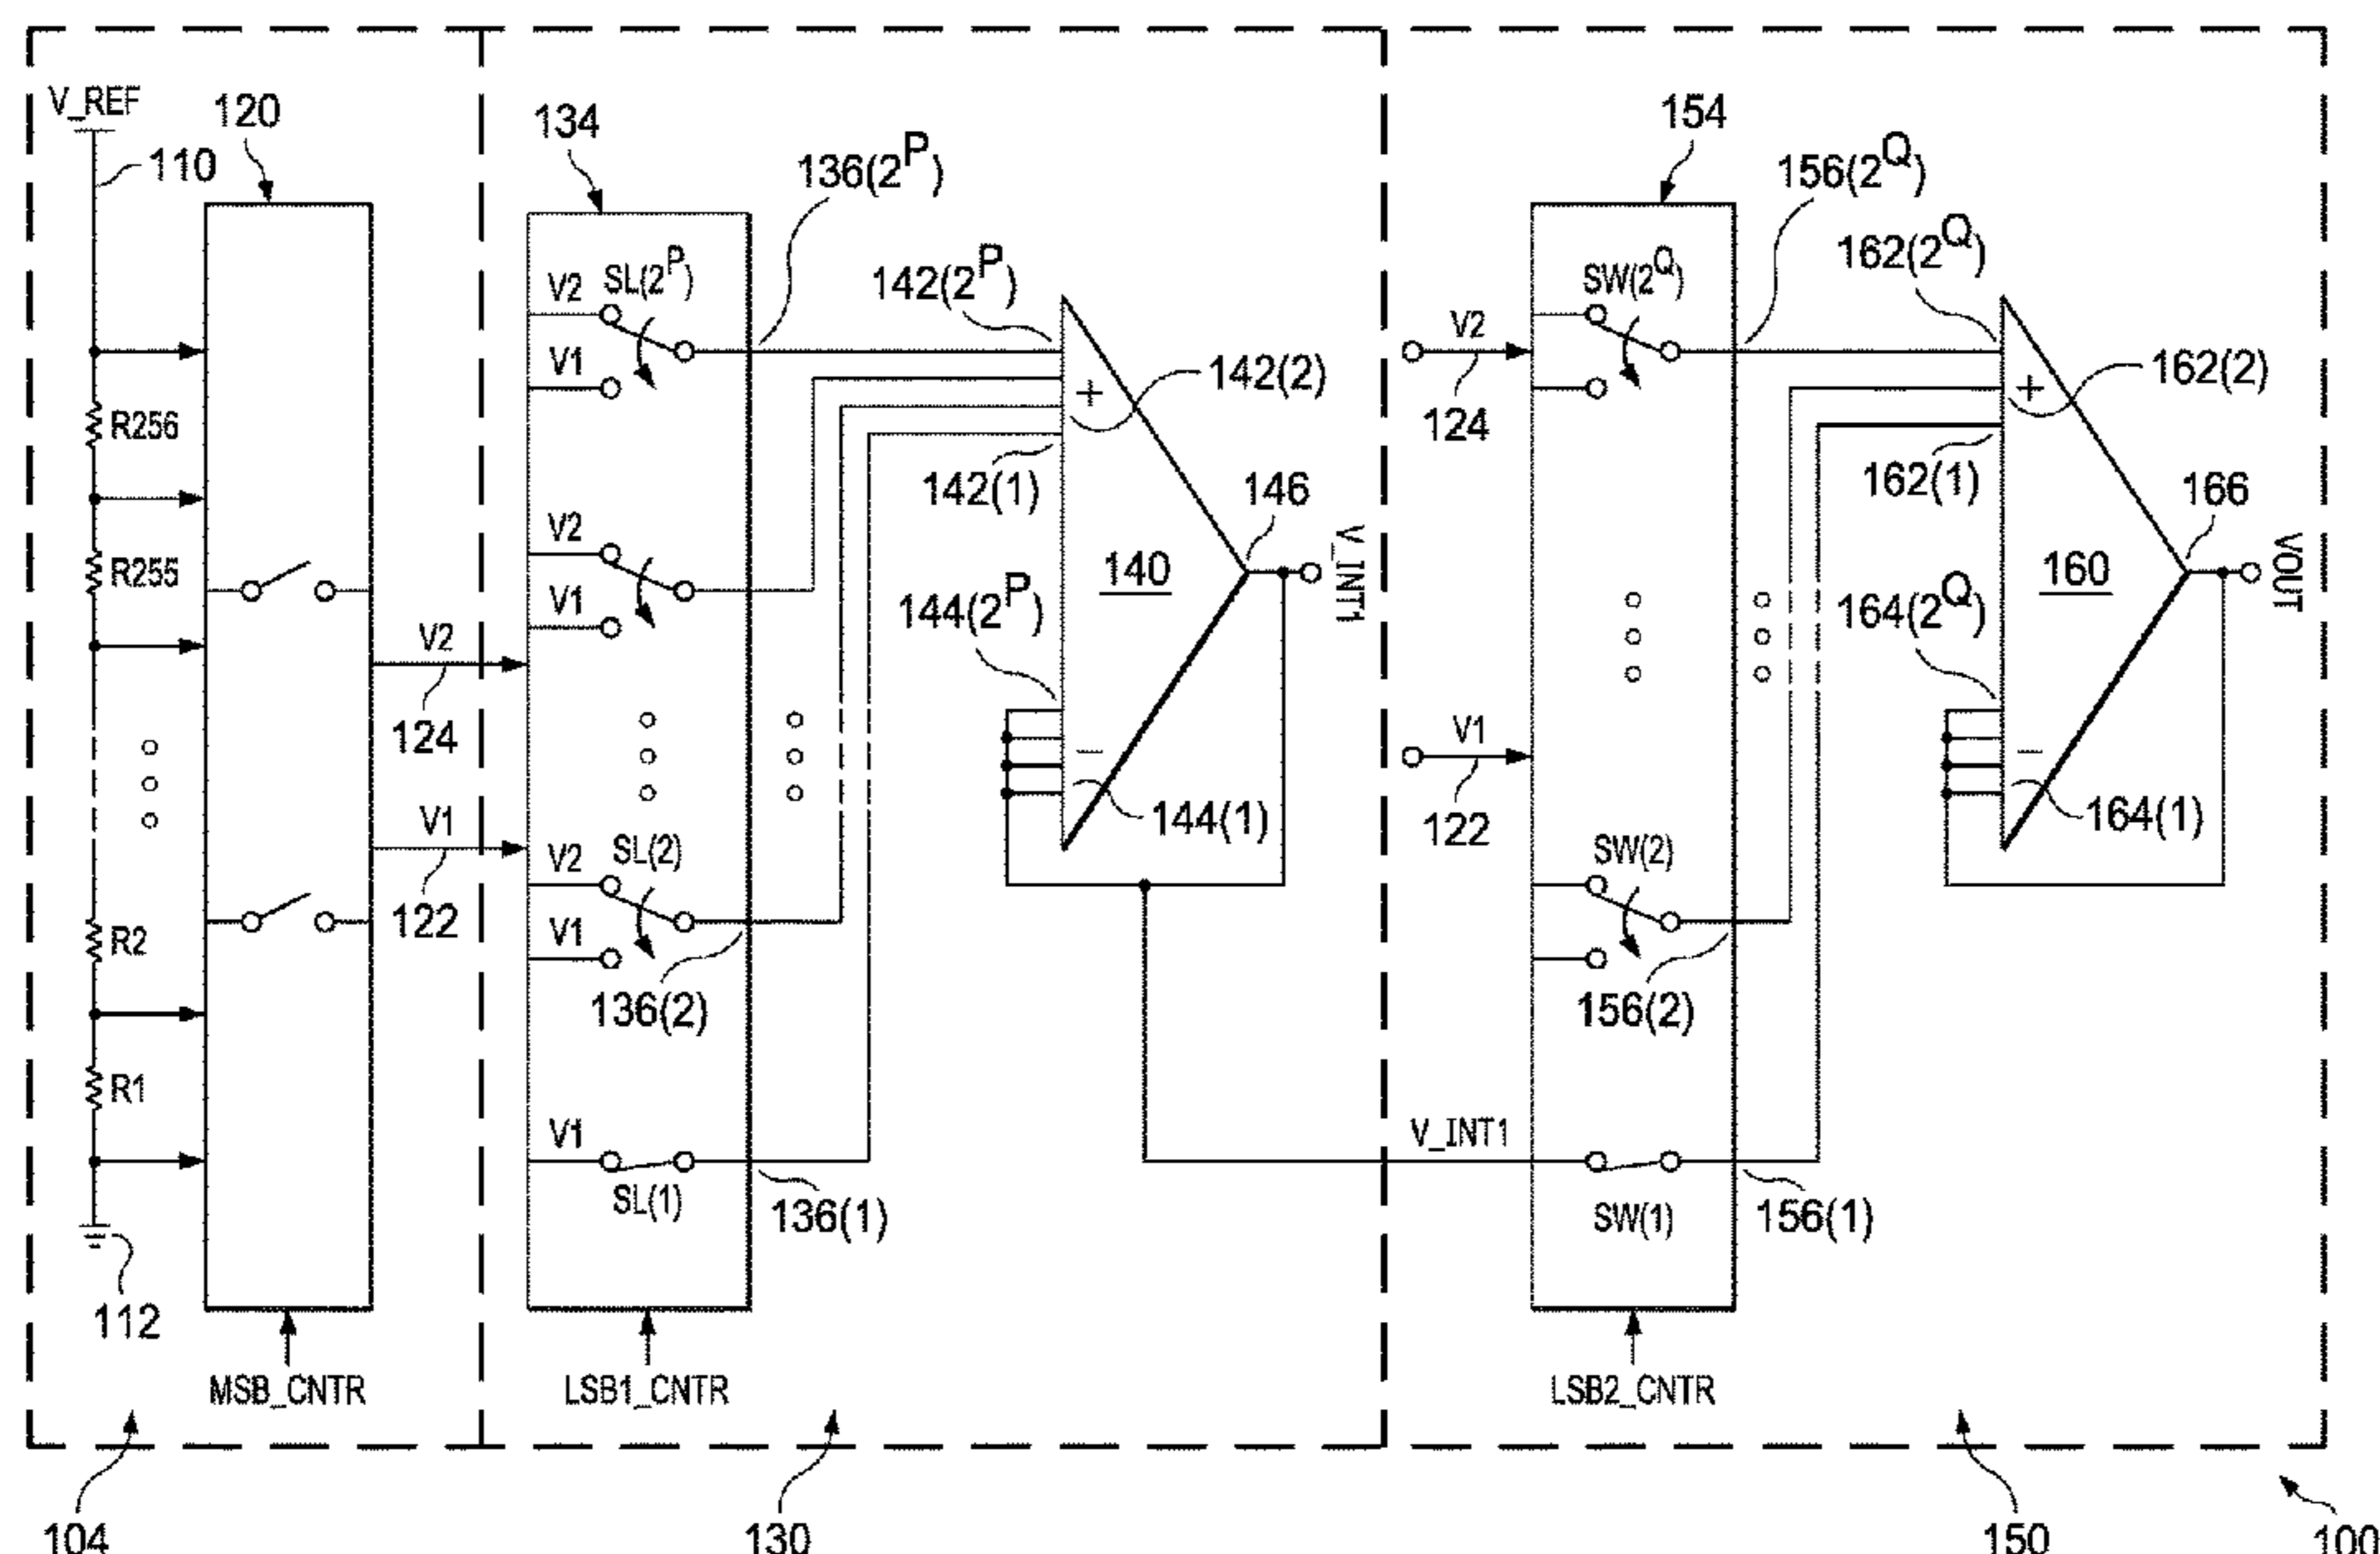 V_REF
110
120
R256
R255
R2
R1
112
MSB_CNTR
104
V2
124
V1
122
134
136(2^P)
V2
SL(2^P)
V1
V2
V1
V2
SL(2)
V1
136(2)
V1
SL(1)
136(1)
LSB1_CNTR
130
142(2^P)
+
142(2)
142(1)
140
146
V_INT1
144(2^P)
−
144(1)
V_INT1
V2
124
V1
122
154
156(2^Q)
SW(2^Q)
SW(2)
156(2)
SW(1)
156(1)
LSB2_CNTR
150
162(2^Q)
+
162(2)
162(1)
160
166
VOUT
164(2^Q)
−
164(1)
100